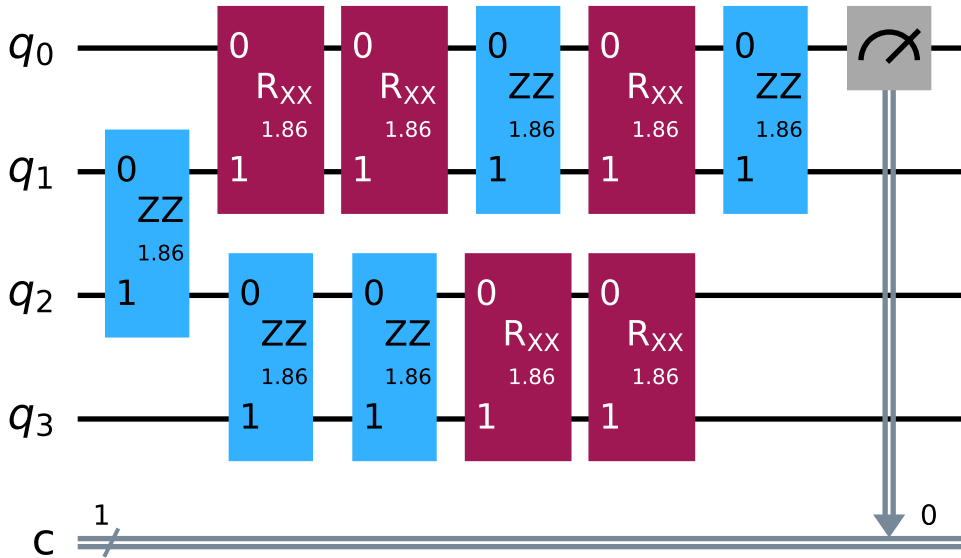 q0 0 0 0 0 0
RXX RXX ZZ RXX ZZ
1.86 1.86 1.86 1.86 1.86
q1 0 1 1 1 1 1
ZZ
1.86
q2 1 0 0 0 0
ZZ ZZ RXX RXX
1.86 1.86 1.86 1.86
q3 1 1 1 1
1 0
c